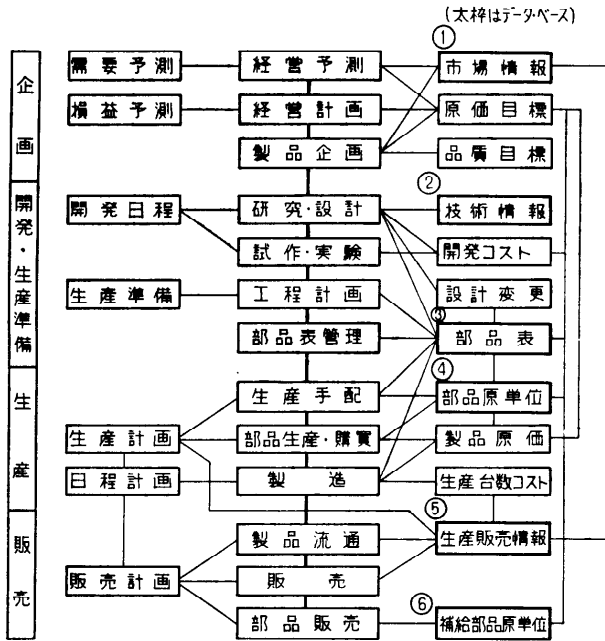 (太枠はデータ・ベース)
企画
需要予測 経営予測 ① 市場情報
損益予測 経営計画 原価目標
製品企画 品質目標
開発・生産準備
開発日程 研究・設計 ② 技術情報
試作・実験 開発コスト
生産準備 工程計画 設計変更
部品表管理 ③ 部品表
生産
生産手配 ④ 部品原単位
生産計画 部品生産・購買 製品原価
日程計画 製造 生産台数コスト
販売
製品流通 ⑤ 生産販売情報
販売計画 販売
部品販売 ⑥ 補給部品原単位